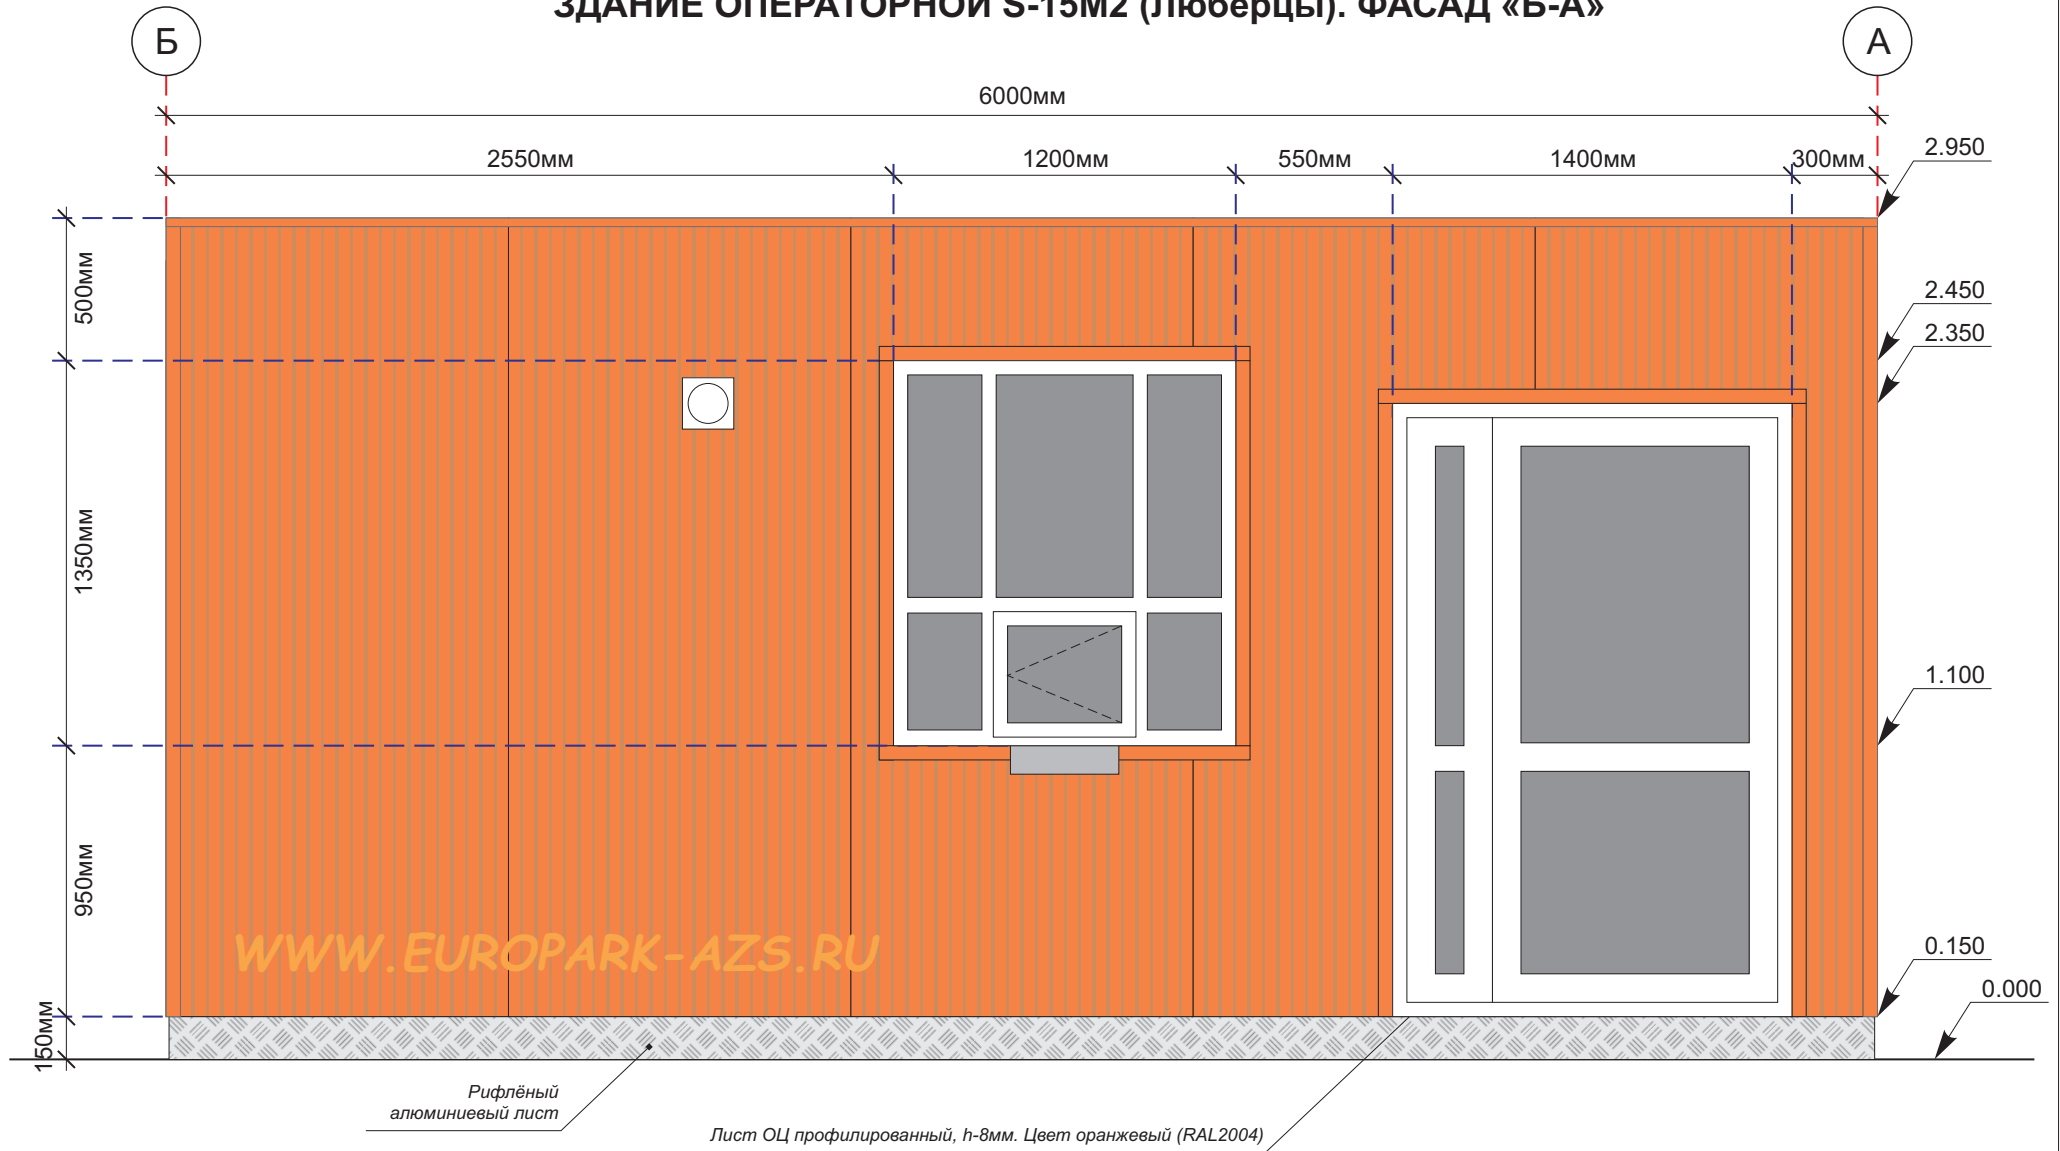 ЗДАНИЕ ОПЕРАТОРНОЙ S-15М2 (Люберцы). ФАСАД «Б-А»
Б
А
6000мм
2550мм
1200мм
550мм
1400мм
300мм
2.950
500мм
2.450
2.350
1350мм
1.100
950мм
WWW.EUROPARK-AZS.RU
0.150
0.000
150мм
Рифлёный
алюминиевый лист
Лист ОЦ профилированный, h-8мм. Цвет оранжевый (RAL2004)